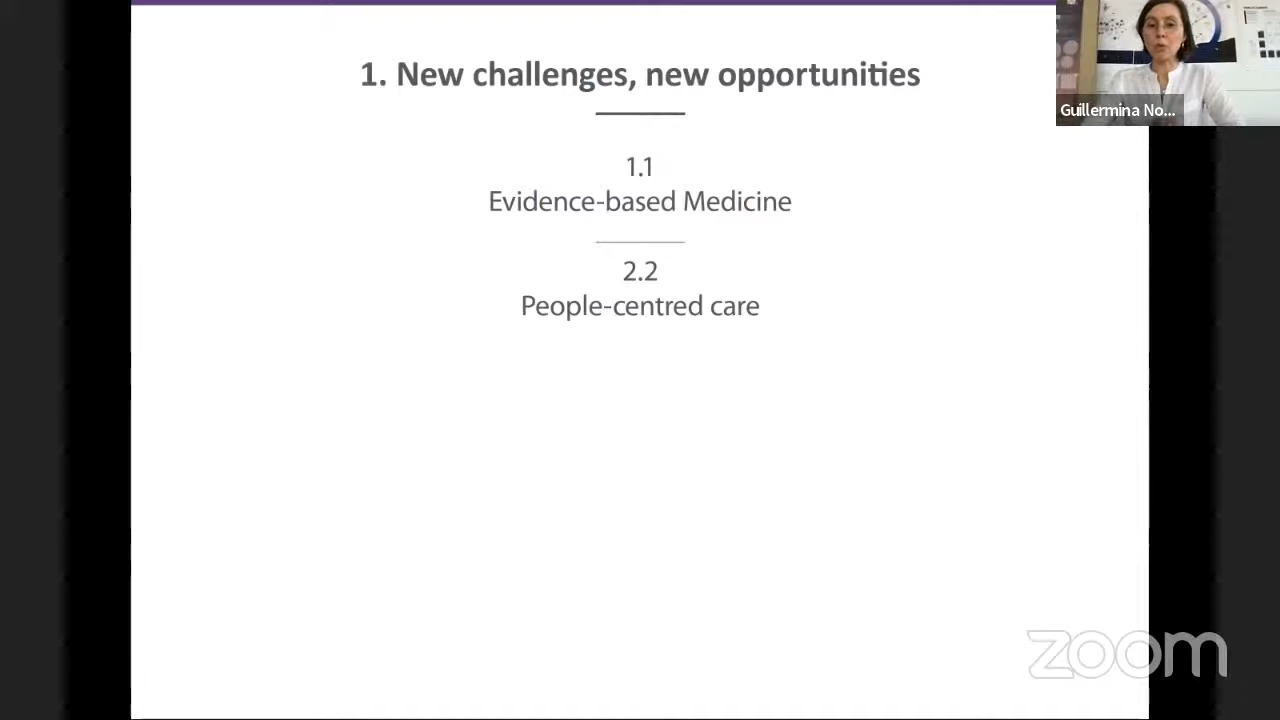 1. New challenges, new opportunities
1.1
Evidence-based Medicine
2.2
People-centred care
Guillermina No...
zoom